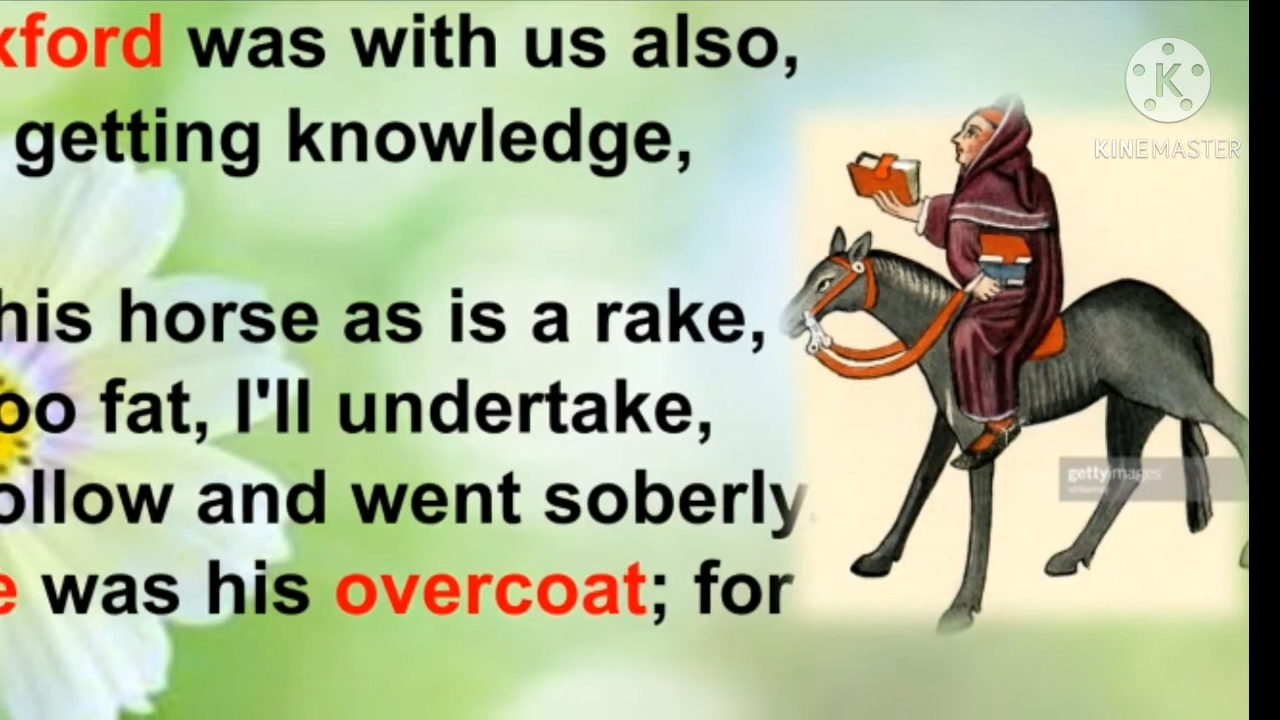 xford was with us also,
getting knowledge,
his horse as is a rake,
oo fat, I'll undertake,
ollow and went soberly
e was his overcoat; for
KINEMASTER
gettyimages